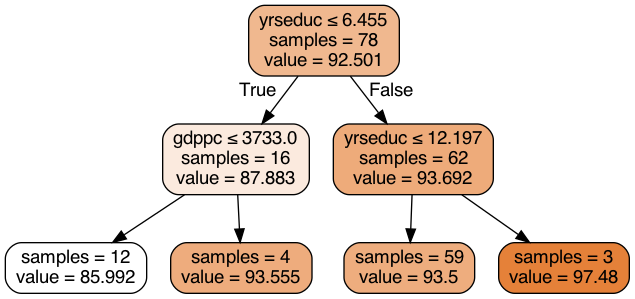 yrseduc ≤ 6.455
samples = 78
value = 92.501
True
False
gdppc ≤ 3733.0
samples = 16
value = 87.883
yrseduc ≤ 12.197
samples = 62
value = 93.692
samples = 12
value = 85.992
samples = 4
value = 93.555
samples = 59
value = 93.5
samples = 3
value = 97.48